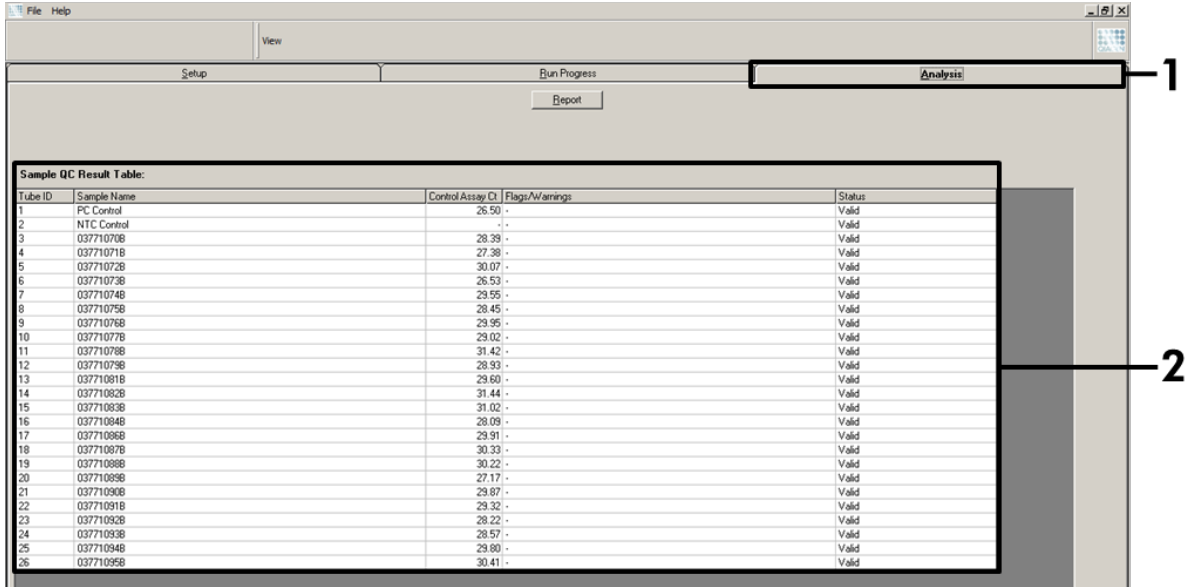 File Help
View
Setup Run Progress Analysis 1
Report
Sample QC Result Table:
Tube ID Sample Name Control Assay Ct Flags/Warnings Status
1 PC Control 26.50 - Valid
2 NTC Control - - Valid
3 03771070B 28.39 - Valid
4 03771071B 27.38 - Valid
5 03771072B 30.07 - Valid
6 03771073B 26.53 - Valid
7 03771074B 29.55 - Valid
8 03771075B 28.45 - Valid
9 03771076B 29.95 - Valid
10 03771077B 29.02 - Valid
11 03771078B 31.42 - Valid
12 03771079B 28.93 - Valid
13 03771081B 29.60 - Valid
2
14 03771082B 31.44 - Valid
15 03771083B 31.02 - Valid
16 03771084B 28.09 - Valid
17 03771086B 29.91 - Valid
18 03771087B 30.33 - Valid
19 03771088B 30.22 - Valid
20 03771089B 27.17 - Valid
21 03771090B 29.87 - Valid
22 03771091B 29.32 - Valid
23 03771092B 28.22 - Valid
24 03771093B 28.57 - Valid
25 03771094B 29.80 - Valid
26 03771095B 30.41 - Valid